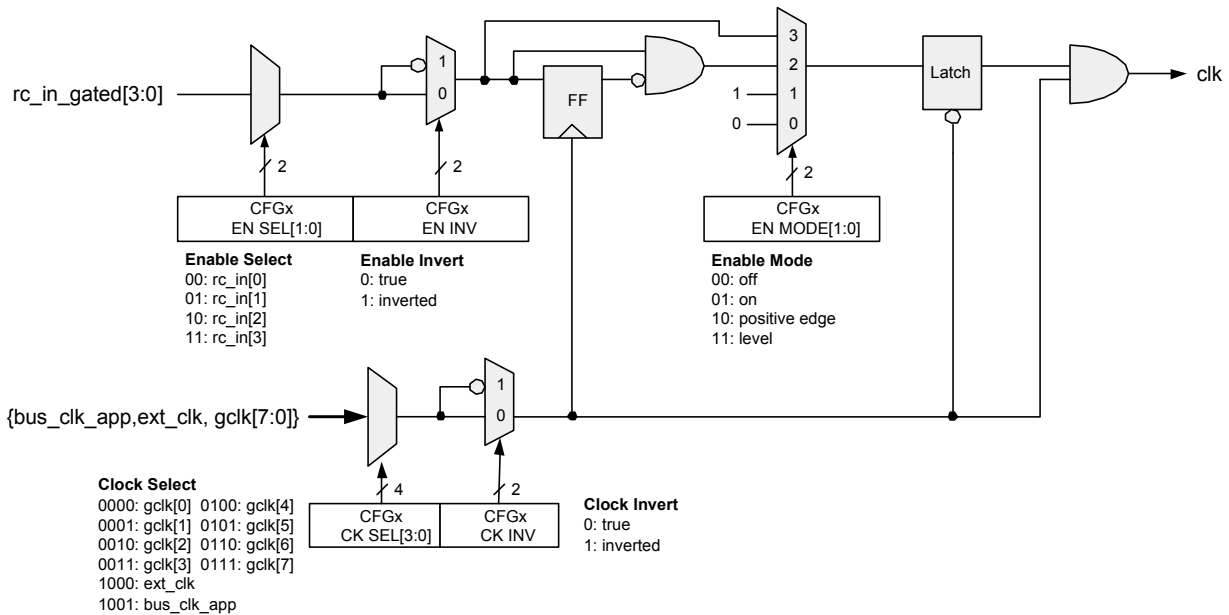 3
1
2
rc_in_gated[3:0]
0
FF
1
1
0
0
Latch
clk
2
2
2
CFGx
EN SEL[1:0]
CFGx
EN INV
CFGx
EN MODE[1:0]
Enable Select
00: rc_in[0]
01: rc_in[1]
10: rc_in[2]
11: rc_in[3]
Enable Invert
0: true
1: inverted
Enable Mode
00: off
01: on
10: positive edge
11: level
{bus_clk_app,ext_clk, gclk[7:0]}
1
0
4
2
Clock Select
0000: gclk[0] 0100: gclk[4]
0001: gclk[1] 0101: gclk[5]
0010: gclk[2] 0110: gclk[6]
0011: gclk[3] 0111: gclk[7]
1000: ext_clk
1001: bus_clk_app
CFGx
CK SEL[3:0]
CFGx
CK INV
Clock Invert
0: true
1: inverted